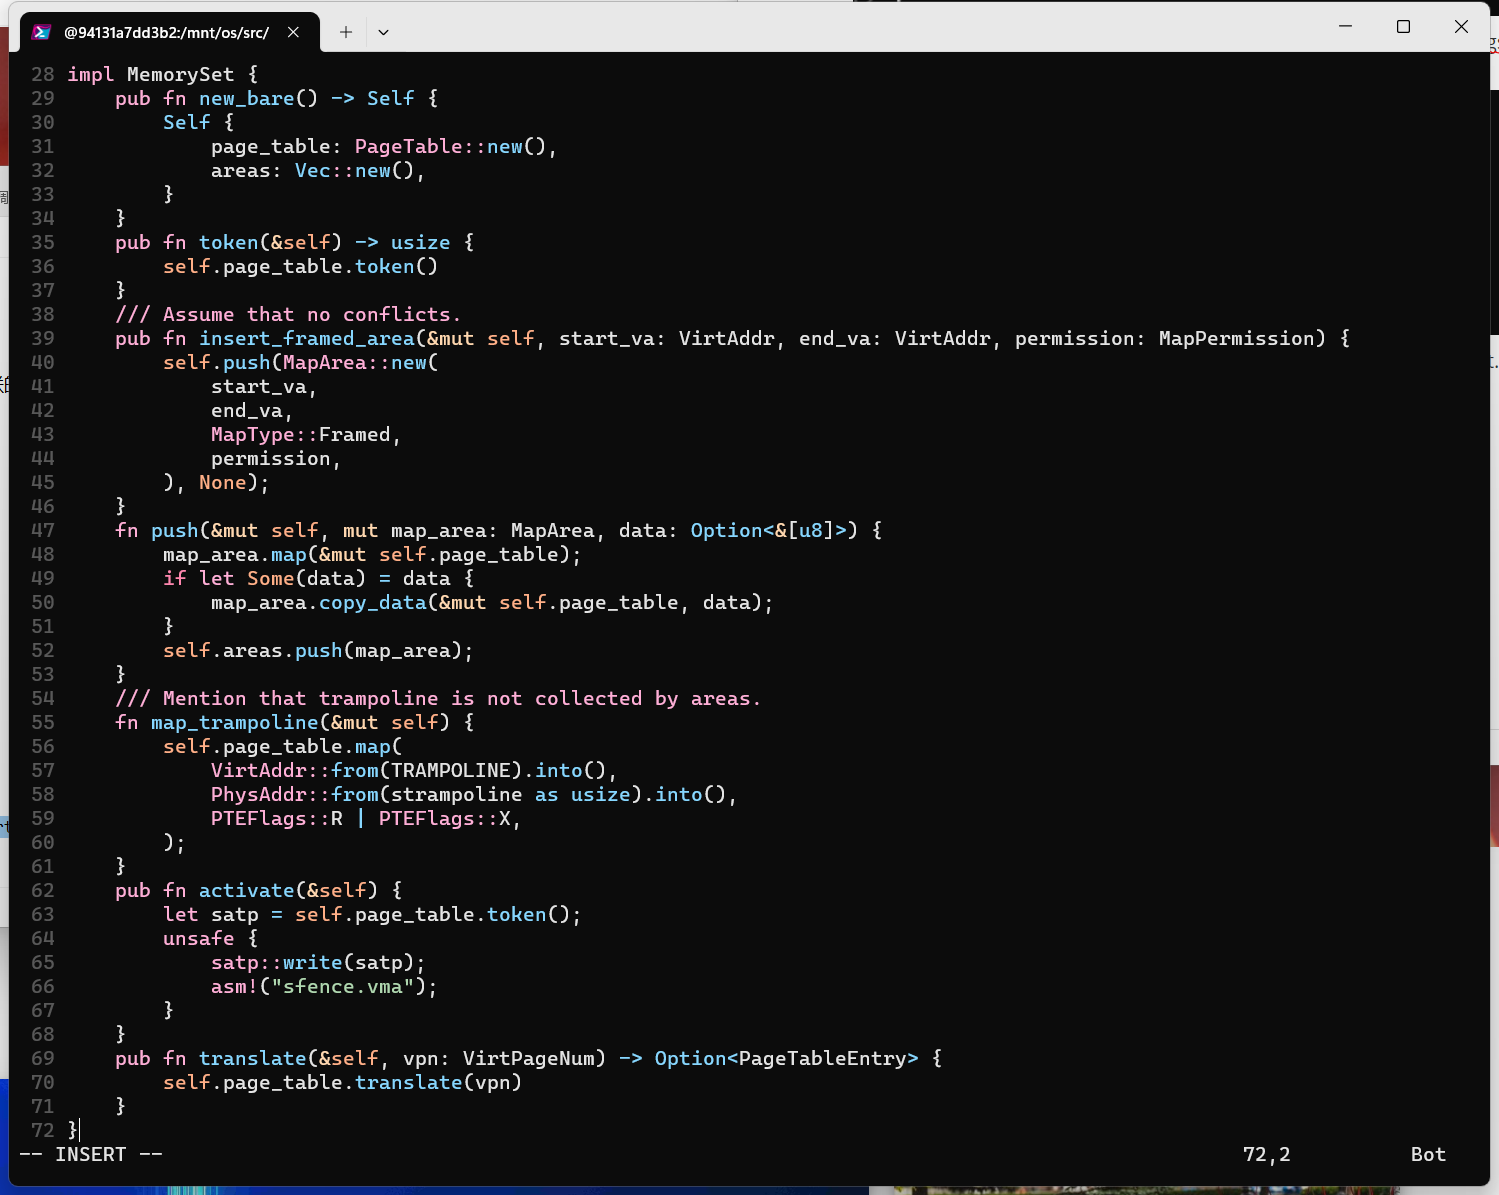 @94131a7dd3b2:/mnt/os/src/
28 impl MemorySet {
29     pub fn new_bare() -> Self {
30         Self {
31             page_table: PageTable::new(),
32             areas: Vec::new(),
33         }
34     }
35     pub fn token(&self) -> usize {
36         self.page_table.token()
37     }
38     /// Assume that no conflicts.
39     pub fn insert_framed_area(&mut self, start_va: VirtAddr, end_va: VirtAddr, permission: MapPermission) {
40         self.push(MapArea::new(
41             start_va,
42             end_va,
43             MapType::Framed,
44             permission,
45         ), None);
46     }
47     fn push(&mut self, mut map_area: MapArea, data: Option<&[u8]>) {
48         map_area.map(&mut self.page_table);
49         if let Some(data) = data {
50             map_area.copy_data(&mut self.page_table, data);
51         }
52         self.areas.push(map_area);
53     }
54     /// Mention that trampoline is not collected by areas.
55     fn map_trampoline(&mut self) {
56         self.page_table.map(
57             VirtAddr::from(TRAMPOLINE).into(),
58             PhysAddr::from(strampoline as usize).into(),
59             PTEFlags::R | PTEFlags::X,
60         );
61     }
62     pub fn activate(&self) {
63         let satp = self.page_table.token();
64         unsafe {
65             satp::write(satp);
66             asm!("sfence.vma");
67         }
68     }
69     pub fn translate(&self, vpn: VirtPageNum) -> Option<PageTableEntry> {
70         self.page_table.translate(vpn)
71     }
72 }
-- INSERT -- 72,2 Bot